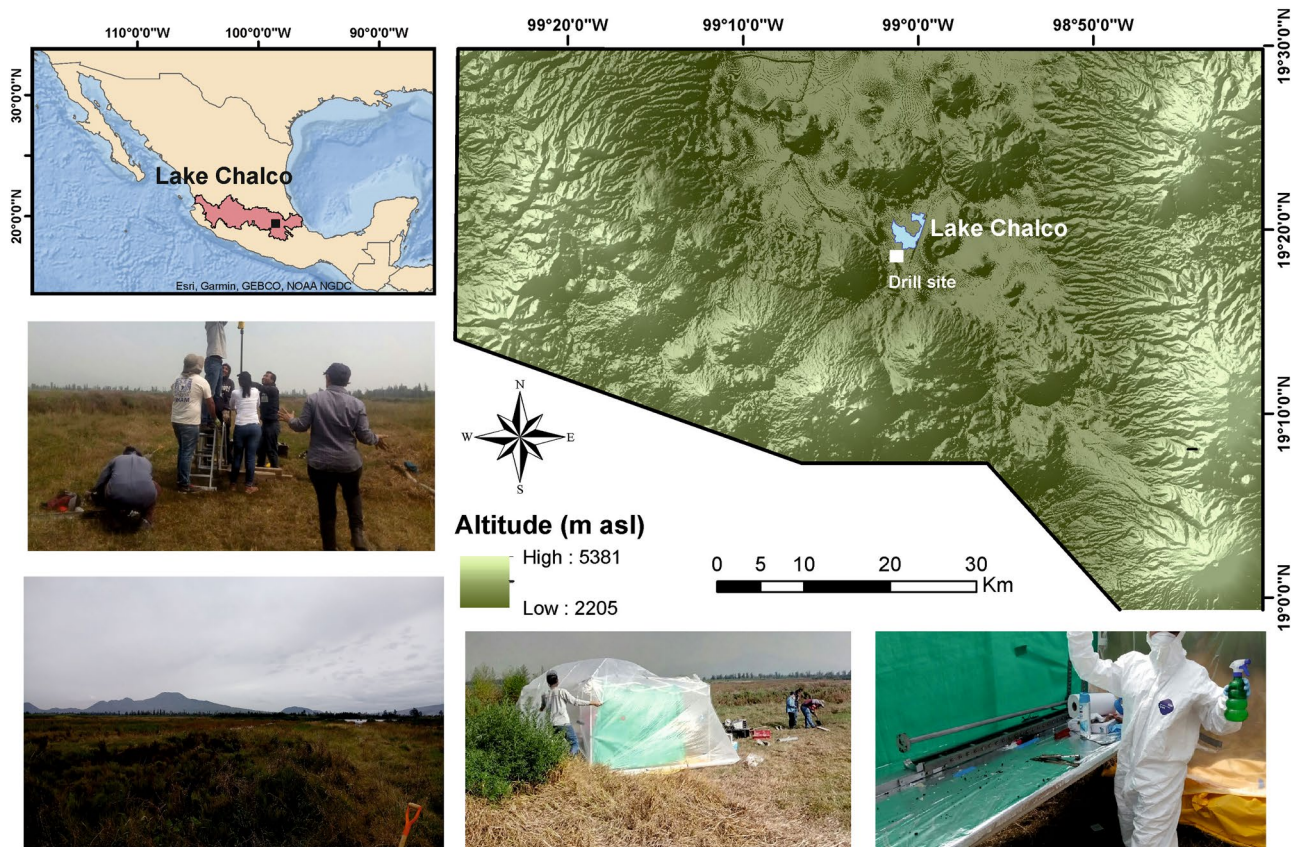 110°0'0"W 100°0'0"W 90°0'0"W
30°0'0"N
20°0'0"N
Lake Chalco
Esri, Garmin, GEBCO, NOAA NGDC
99°20'0"W 99°10'0"W 99°0'0"W 98°50'0"W
19°30'0"N
19°20'0"N
19°10'0"N
19°0'0"N
Lake Chalco
Drill site
N
W E
S
Altitude (m asl)
High : 5381
Low : 2205
0 5 10 20 30
Km